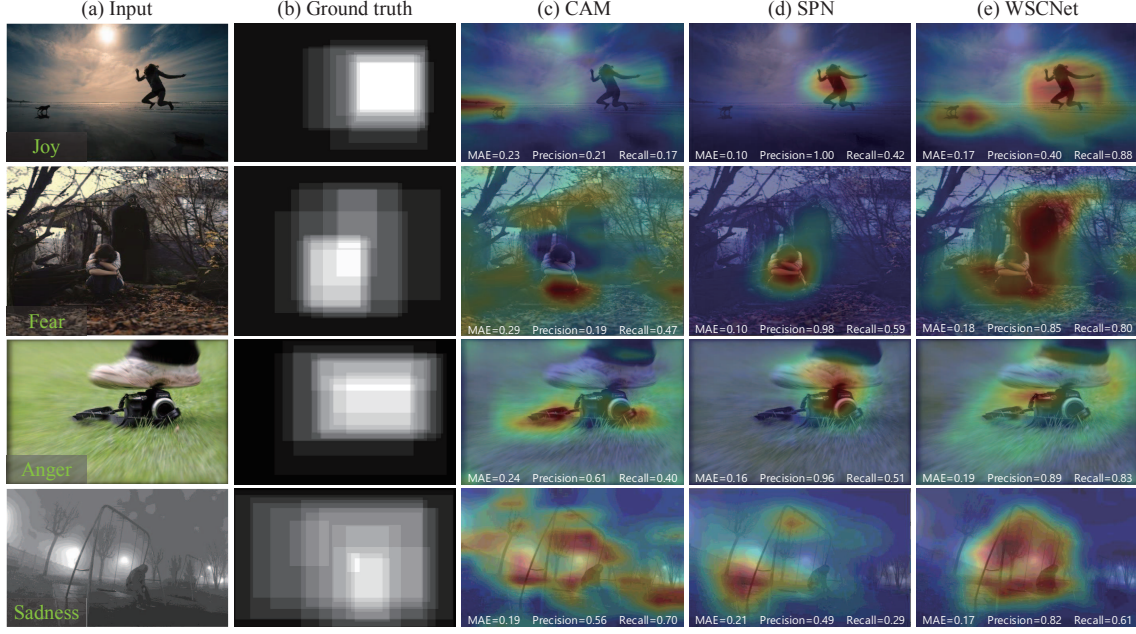 (a) Input (b) Ground truth (c) CAM (d) SPN (e) WSCNet
Joy
MAE=0.23 Precision=0.21 Recall=0.17 MAE=0.10 Precision=1.00 Recall=0.42 MAE=0.17 Precision=0.40 Recall=0.88
Fear
MAE=0.29 Precision=0.19 Recall=0.47 MAE=0.10 Precision=0.98 Recall=0.59 MAE=0.18 Precision=0.85 Recall=0.80
Anger
MAE=0.24 Precision=0.61 Recall=0.40 MAE=0.16 Precision=0.96 Recall=0.51 MAE=0.19 Precision=0.89 Recall=0.83
Sadness
MAE=0.19 Precision=0.56 Recall=0.70 MAE=0.21 Precision=0.49 Recall=0.29 MAE=0.17 Precision=0.82 Recall=0.61